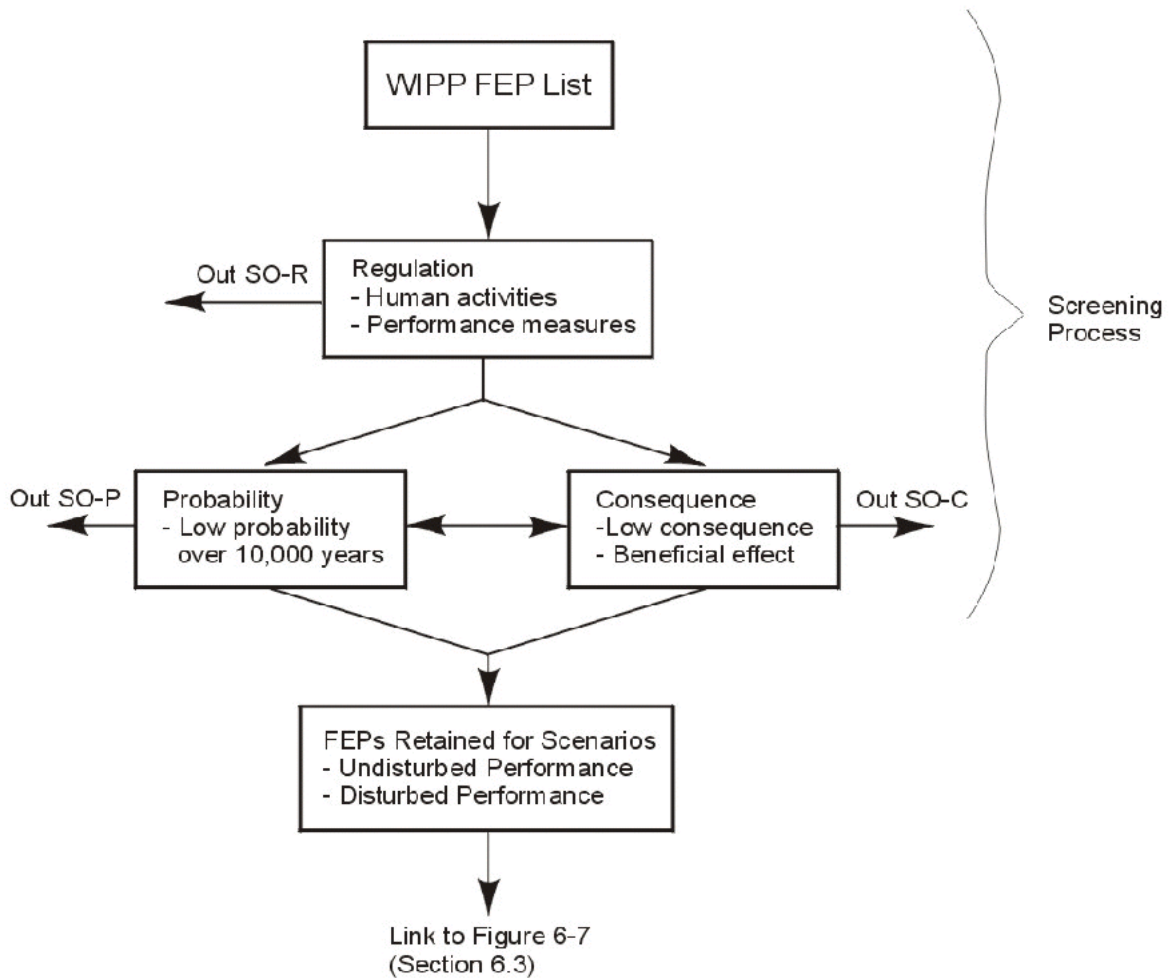 WIPP FEP List
Out SO-R
Regulation
- Human activities
- Performance measures
Screening
Process
Out SO-P
Probability
- Low probability
over 10,000 years
Consequence
-Low consequence
- Beneficial effect
Out SO-C
FEPs Retained for Scenarios
- Undisturbed Performance
- Disturbed Performance
Link to Figure 6-7
(Section 6.3)